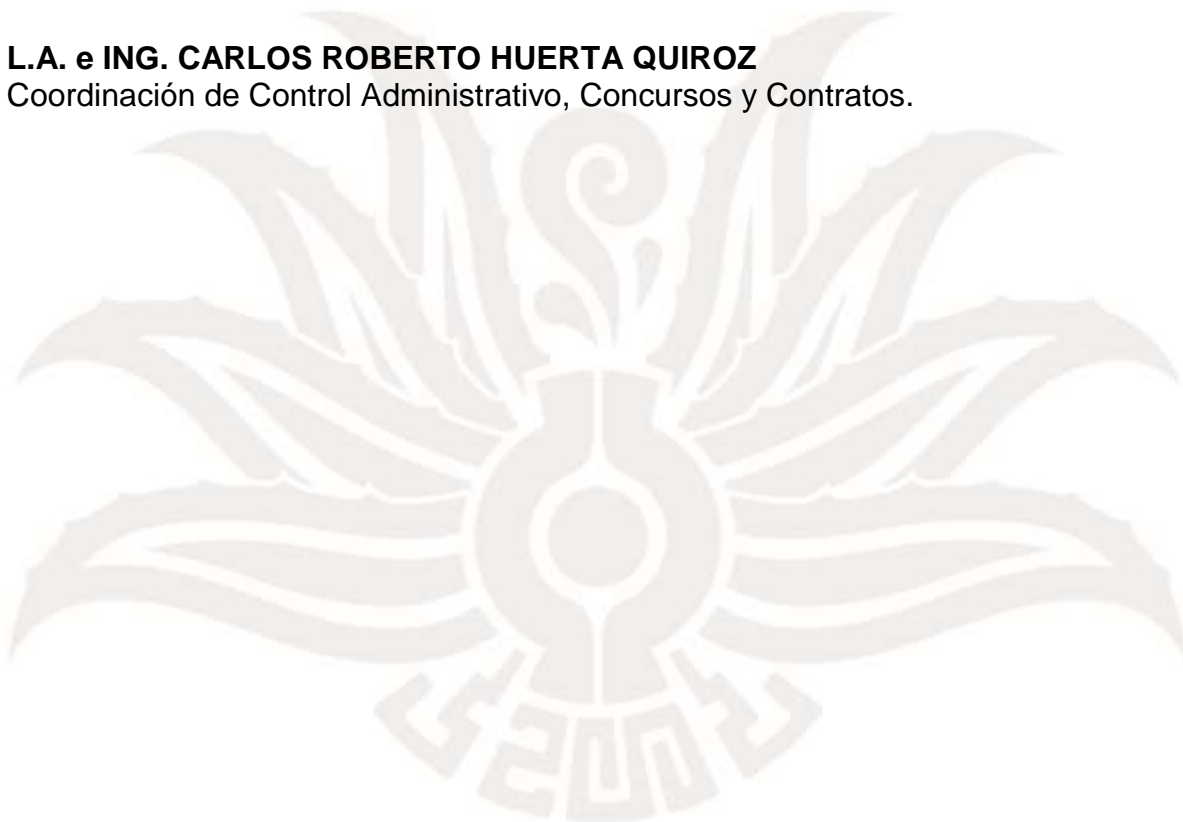 L.A. e ING. CARLOS ROBERTO HUERTA QUIROZ
Coordinación de Control Administrativo, Concursos y Contratos.